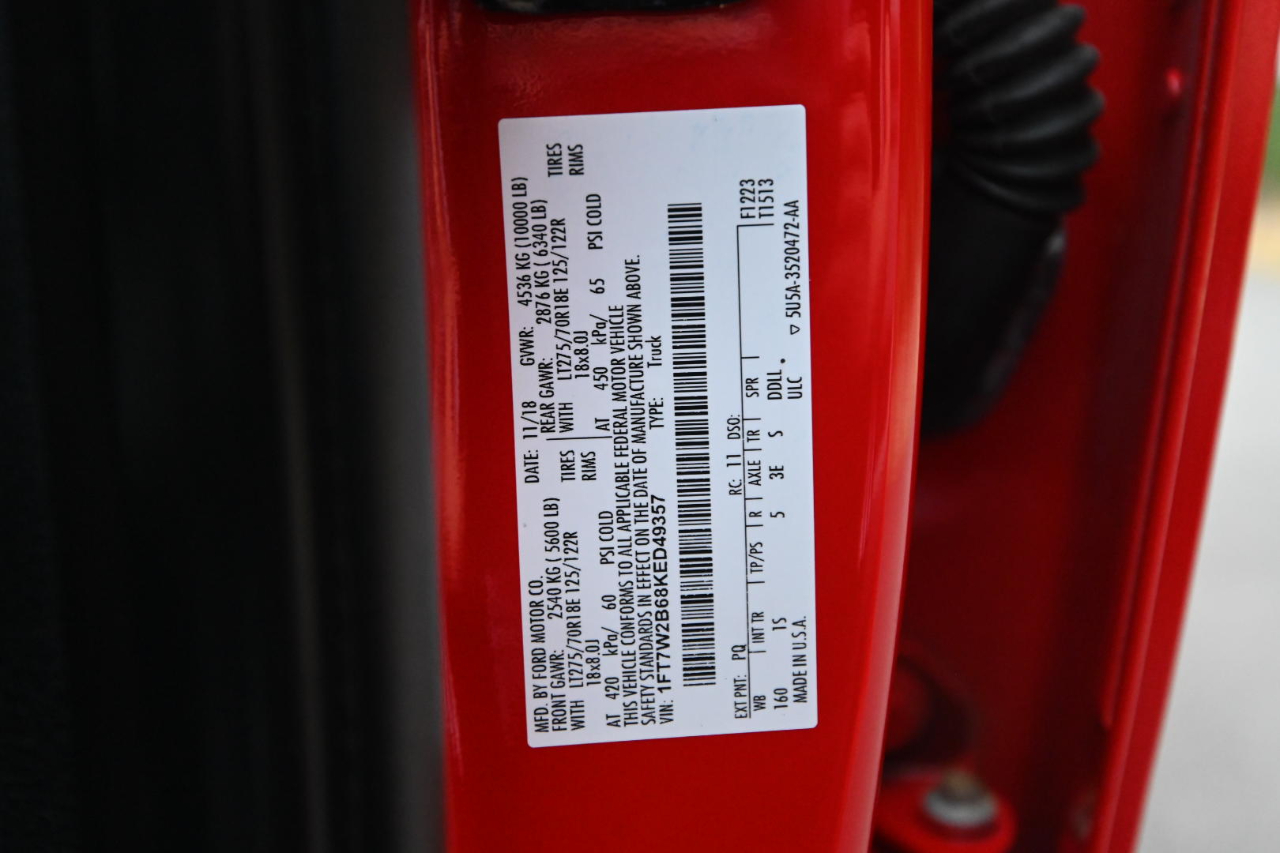 MFD. BY FORD MOTOR CO. DATE: 11/18 GVWR: 4536 KG (10000 LB)
FRONT GAWR: 2540 KG ( 5600 LB) REAR GAWR: 2876 KG ( 6340 LB)
WITH LT275/70R18E 125/122R TIRES WITH LT275/70R18E 125/122R TIRES
18x8.0J RIMS 18x8.0J RIMS
AT 420 kPa/ 60 PSI COLD AT 450 kPa/ 65 PSI COLD
THIS VEHICLE CONFORMS TO ALL APPLICABLE FEDERAL MOTOR VEHICLE
SAFETY STANDARDS IN EFFECT ON THE DATE OF MANUFACTURE SHOWN ABOVE.
VIN: 1FT7W2B68KED49357 TYPE: Truck
EXT PNT: PQ RC: 11 DSO: F1223
WB INT TR TP/PS R AXLE TR SPR T1513
160 1S 5 3E S DDLL
MADE IN U.S.A. ULC ▽ 5U5A-3520472-AA